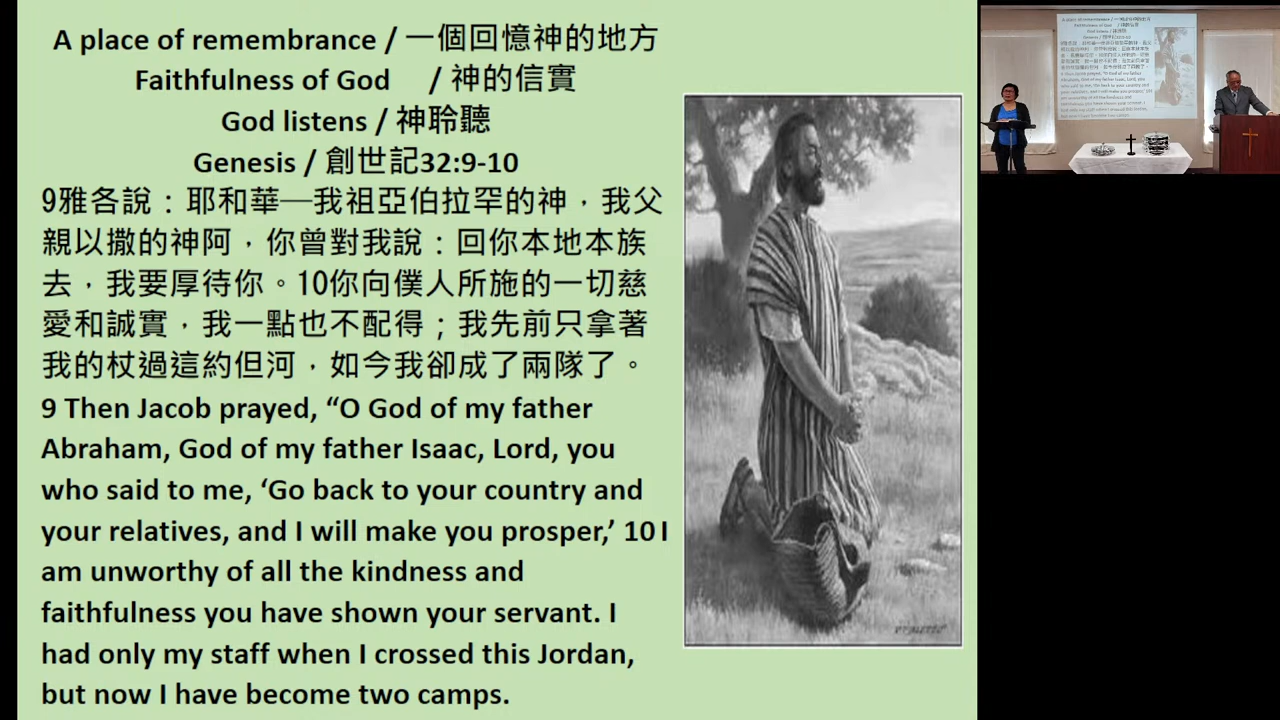 A place of remembrance / 一個回憶神的地方
Faithfulness of God / 神的信實
God listens / 神聆聽
Genesis / 創世記32:9-10
9雅各說：耶和華─我祖亞伯拉罕的神，我父
親以撒的神阿，你曾對我說：回你本地本族
去，我要厚待你。10你向僕人所施的一切慈
愛和誠實，我一點也不配得；我先前只拿著
我的杖過這約但河，如今我卻成了兩隊了。
9 Then Jacob prayed, “O God of my father
Abraham, God of my father Isaac, Lord, you
who said to me, ‘Go back to your country and
your relatives, and I will make you prosper,’ 10 I
am unworthy of all the kindness and
faithfulness you have shown your servant. I
had only my staff when I crossed this Jordan,
but now I have become two camps.